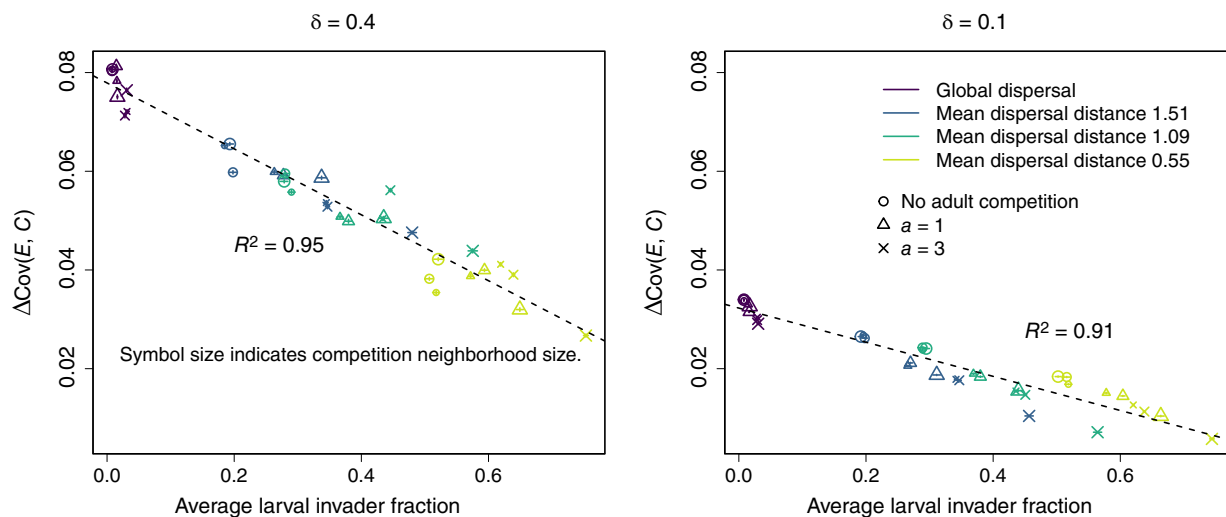 δ = 0.4
ΔCov(E, C)
0.08
0.06
0.04
0.02
R² = 0.95
Symbol size indicates competition neighborhood size.
0.0 0.2 0.4 0.6
Average larval invader fraction
δ = 0.1
ΔCov(E, C)
0.08
0.06
0.04
0.02
Global dispersal
Mean dispersal distance 1.51
Mean dispersal distance 1.09
Mean dispersal distance 0.55
No adult competition
a = 1
a = 3
R² = 0.91
0.0 0.2 0.4 0.6
Average larval invader fraction